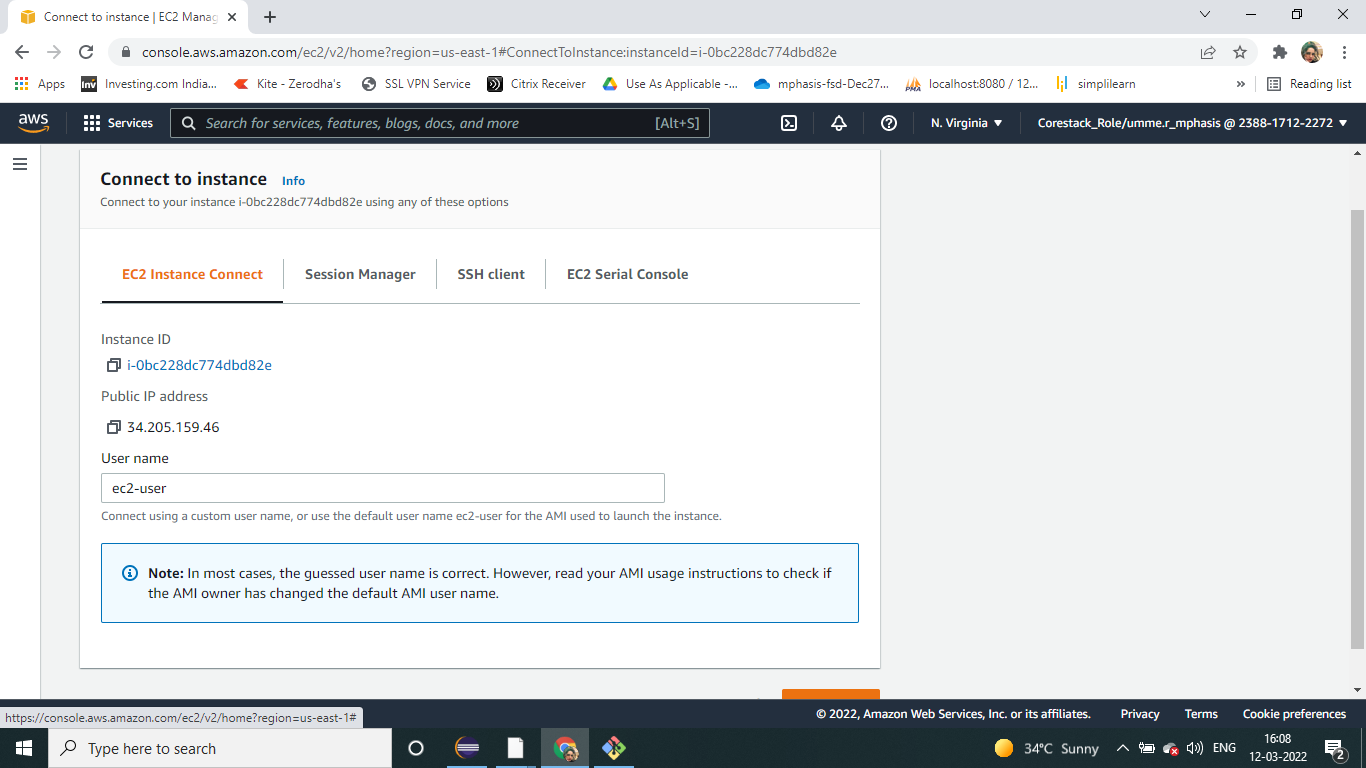 Connect to instance | EC2 Manag
console.aws.amazon.com/ec2/v2/home?region=us-east-1#ConnectToInstance:instanceId=i-0bc228dc774dbd82e
Apps Inv Investing.com India... Kite - Zerodha's SSL VPN Service Citrix Receiver Use As Applicable -... mphasis-fsd-Dec27... localhost:8080 / 12... simplilearn » Reading list
aws Services Search for services, features, blogs, docs, and more [Alt+S] N. Virginia Corestack_Role/umme.r_mphasis @ 2388-1712-2272
Connect to instance Info
Connect to your instance i-0bc228dc774dbd82e using any of these options
EC2 Instance Connect Session Manager SSH client EC2 Serial Console
Instance ID
i-0bc228dc774dbd82e
Public IP address
34.205.159.46
User name
ec2-user
Connect using a custom user name, or use the default user name ec2-user for the AMI used to launch the instance.
Note: In most cases, the guessed user name is correct. However, read your AMI usage instructions to check if
the AMI owner has changed the default AMI user name.
https://console.aws.amazon.com/ec2/v2/home?region=us-east-1#
© 2022, Amazon Web Services, Inc. or its affiliates. Privacy Terms Cookie preferences
Type here to search
34°C Sunny
ENG
16:08
12-03-2022
2